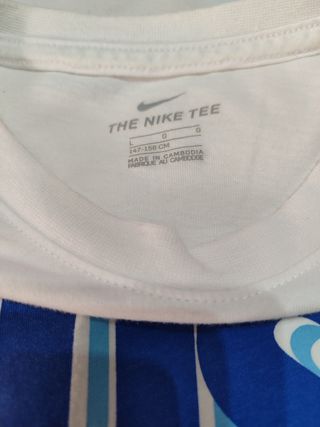 THE NIKE TEE
L G G
147-158 CM
MADE IN CAMBODIA
FABRIQUÉ AU CAMBODGE